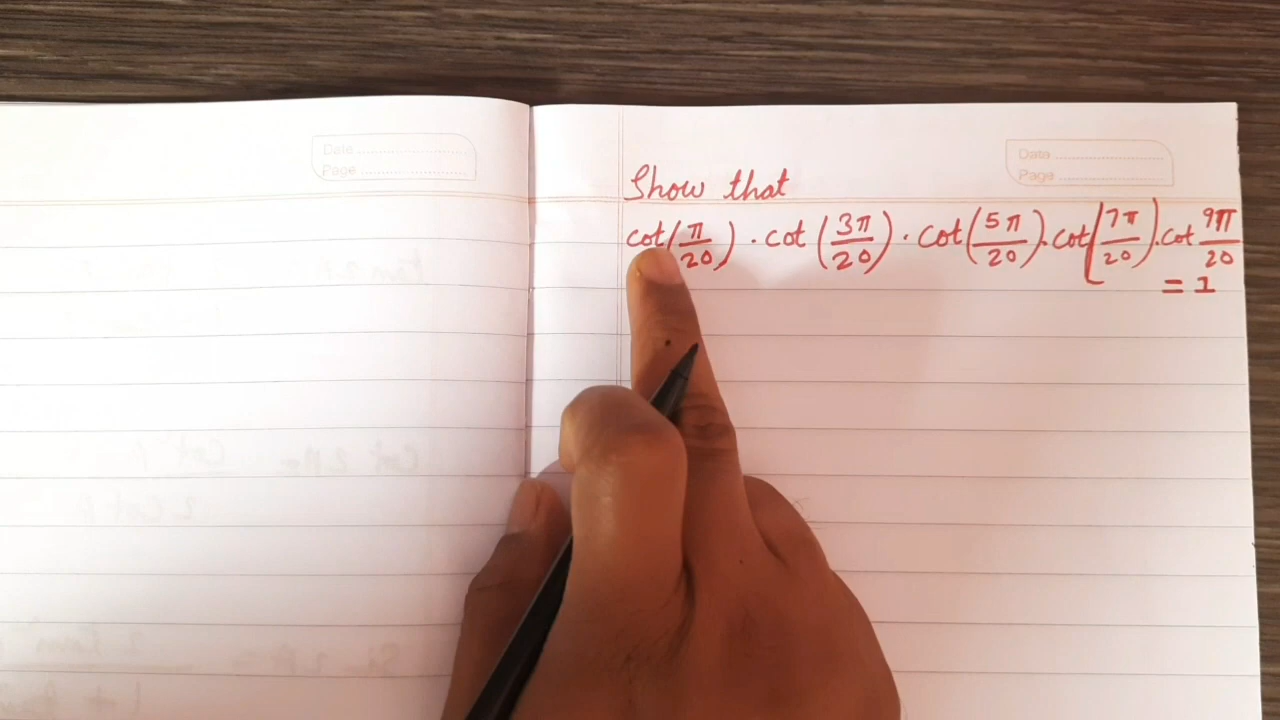 Date
Page
Date
Page
Show that
cot(π/20) · cot(3π/20) · cot(5π/20) · cot(7π/20) · cot 9π/20
= 1